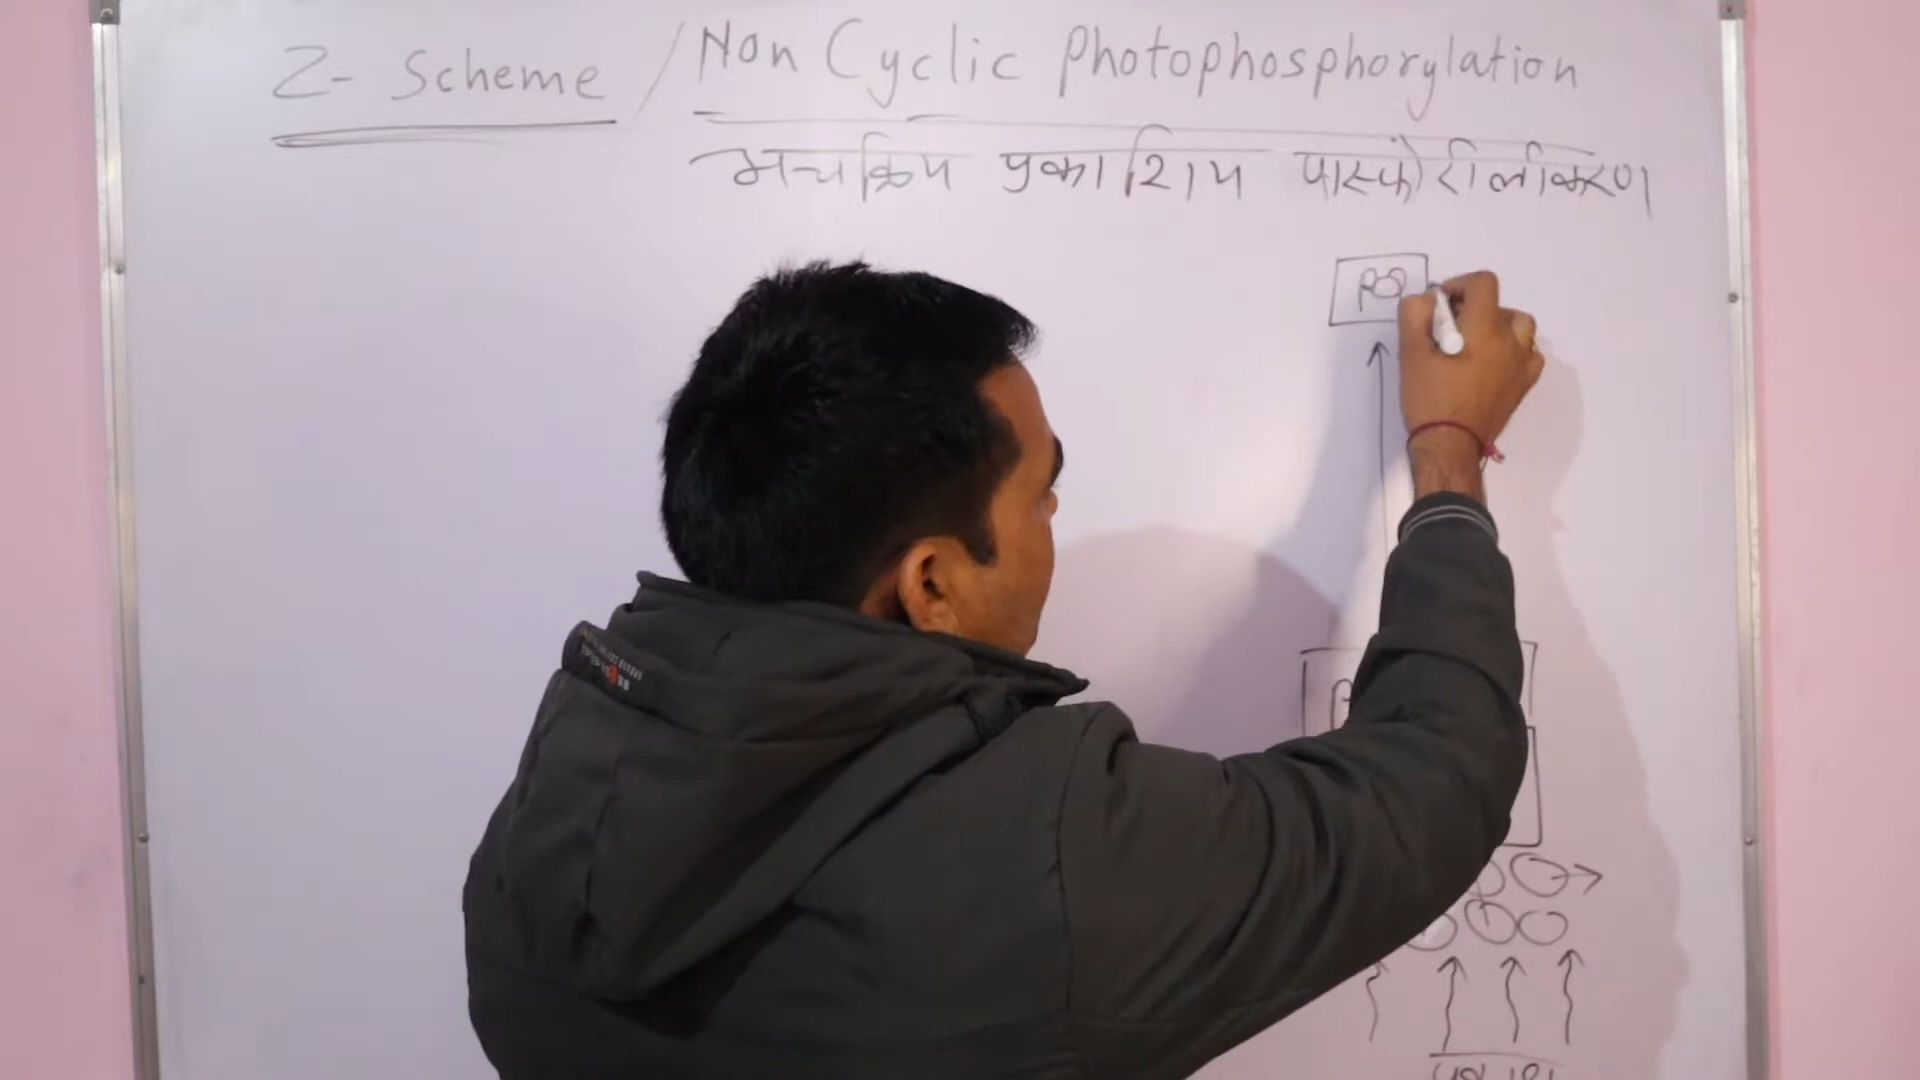 Z- Scheme / Non Cyclic photophosphorylation
अचक्रिय प्रकाशिय फास्फोरीलीकरण